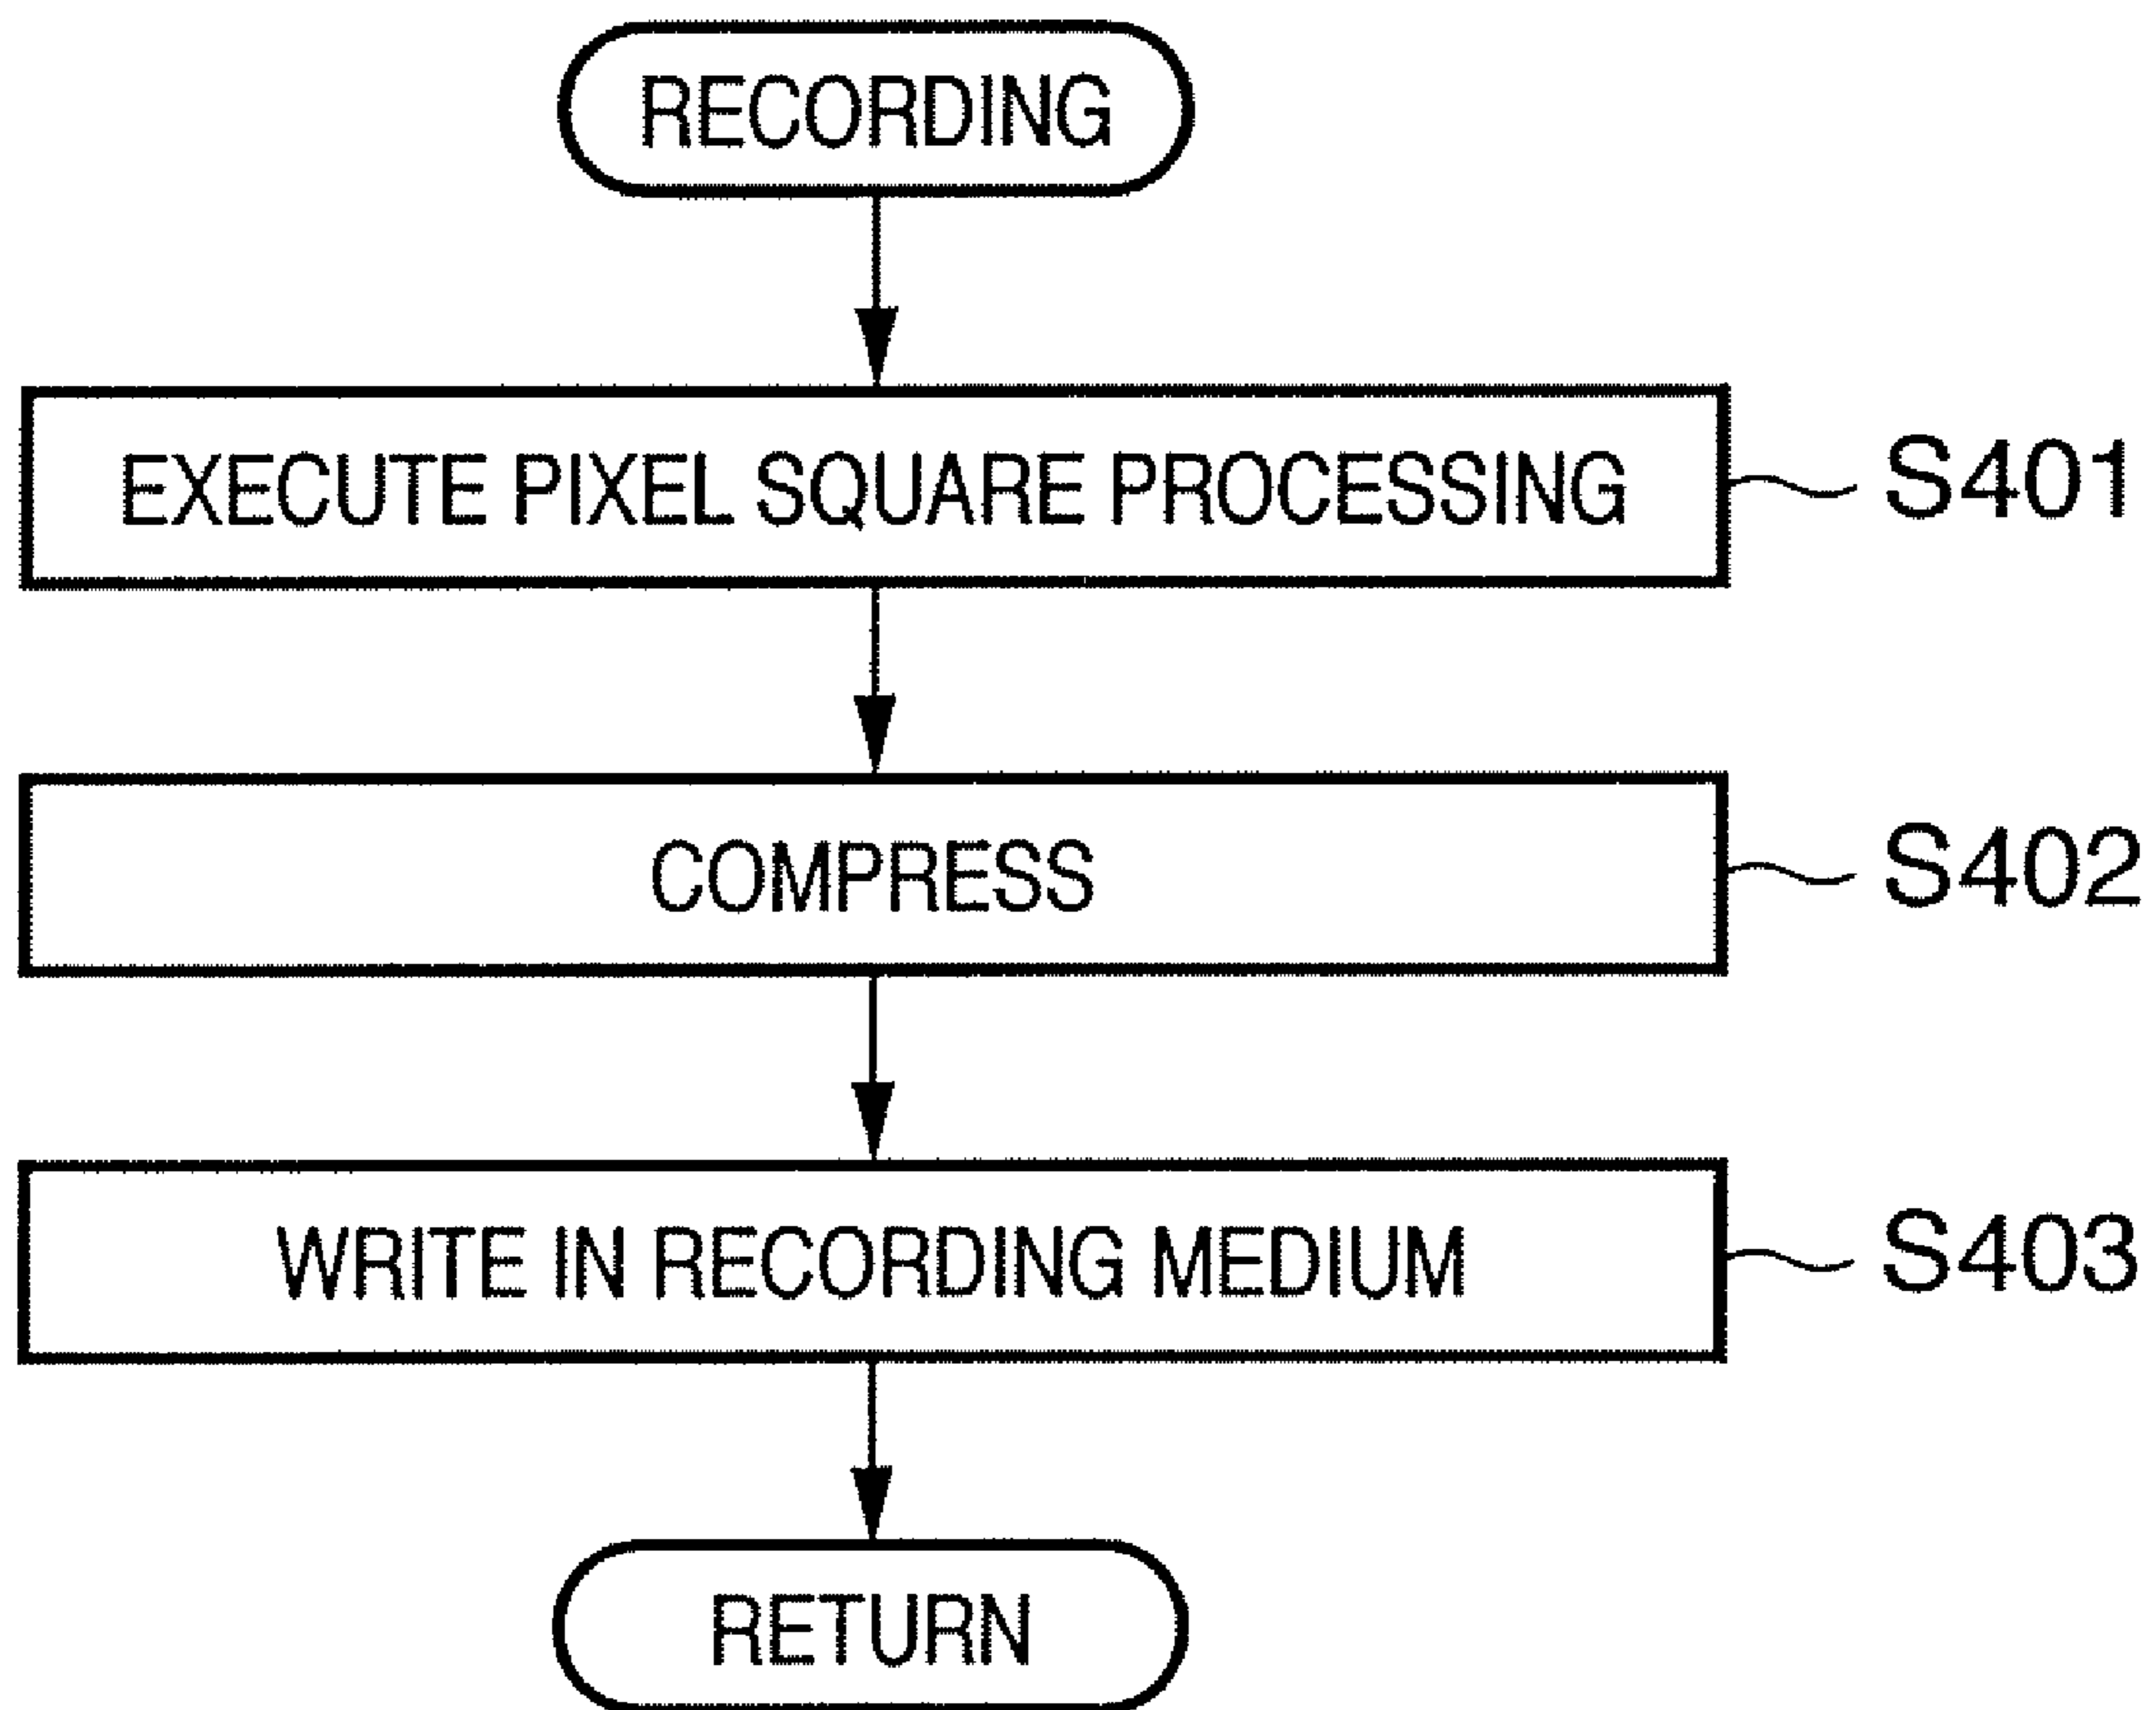 RECORDING
EXECUTE PIXEL SQUARE PROCESSING S401
COMPRESS S402
WRITE IN RECORDING MEDIUM S403
RETURN